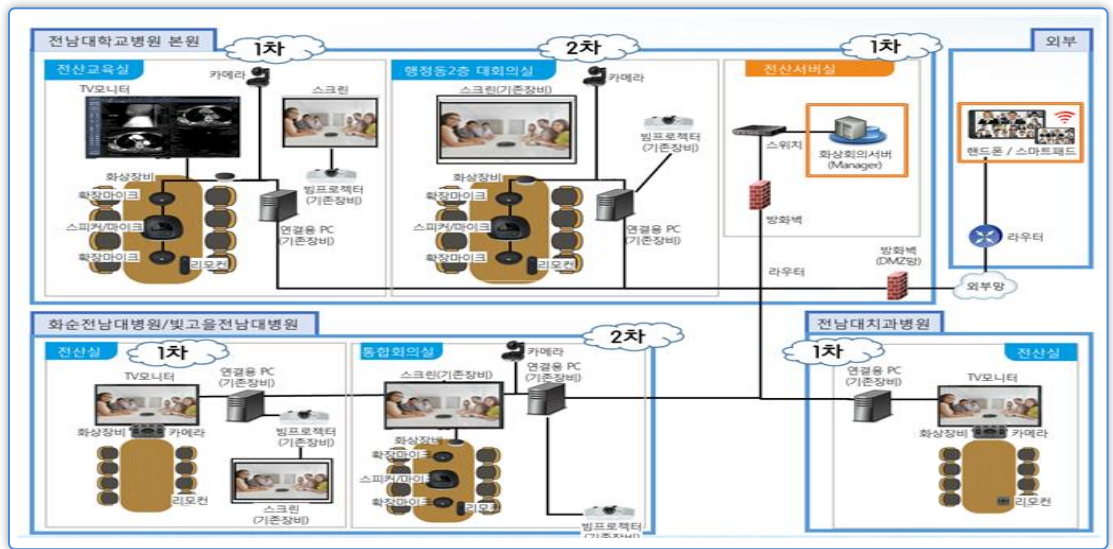 전남대학교병원 본원
1차
2차
1차
외부
전산교육실
TV모니터
카메라
스크린
화상장비
확장마이크
스피커/마이크
확장마이크
리모컨
빔프로젝터
(기존장비)
연결용 PC
(기존장비)
행정동2층 대회의실
스크린(기존장비)
카메라
빔프로젝터
(기존장비)
화상장비
확장마이크
스피커/마이크
확장마이크
리모컨
연결용 PC
(기존장비)
전산서버실
스위치
화상회의서버
(Manager)
방화벽
라우터
방화벽
(DMZ망)
핸드폰 / 스마트패드
라우터
외부망
화순전남대병원/빛고을전남대병원
전산실
1차
TV모니터
연결용 PC
(기존장비)
화상장비
카메라
빔프로젝터
(기존장비)
리모컨
스크린
(기존장비)
통합회의실
2차
카메라
스크린(기존장비)
연결용 PC
(기존장비)
화상장비
확장마이크
스피커/마이크
확장마이크
리모컨
빔프로젝터
(기존장비)
전남대치과병원
1차
전산실
연결용 PC
(기존장비)
TV모니터
화상장비
카메라
리모컨